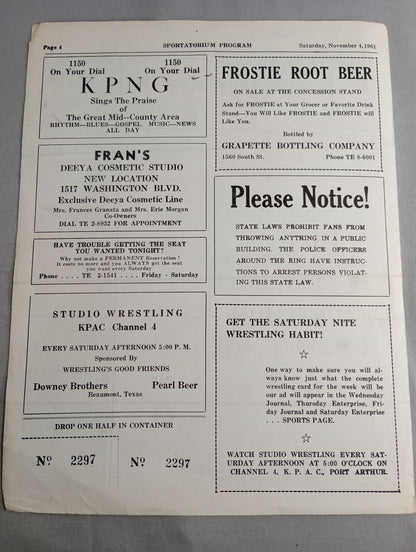 Page 4
SPORTATORIUM PROGRAM
Saturday, November 4, 1961
1150 1150
On Your Dial On Your Dial
KPNG
Sings The Praise
of
The Great Mid--County Area
RHYTHM—BLUES—GOSPEL MUSIC—NEWS
ALL DAY
FRAN'S
DEEYA COSMETIC STUDIO
NEW LOCATION
1517 WASHINGTON BLVD.
Exclusive Deeya Cosmetic Line
Mrs. Frances Granata and Mrs. Erie Morgan
Co-Owners
DIAL TE 2-8932 FOR APPOINTMENT
HAVE TROUBLE GETTING THE SEAT
YOU WANTED TONIGHT?
Why not make a PERMANENT Reservation!
It costs no more and you ALWAYS get the seat
you want every Saturday
Phone . . . . TE 2-1541 . . . . Friday - Saturday
STUDIO WRESTLING
KPAC Channel 4
EVERY SATURDAY AFTERNOON 5:00 P. M.
Sponsored By
WRESTLING'S GOOD FRIENDS
Downey Brothers Pearl Beer
Beaumont, Texas
DROP ONE HALF IN CONTAINER
No 2297 No 2297
FROSTIE ROOT BEER
ON SALE AT THE CONCESSION STAND
Ask for FROSTIE at Your Grocer or Favorite Drink
Stand—You Will Like FROSTIE and FROSTIE will
Like You.
Bottled by
GRAPETTE BOTTLING COMPANY
1560 South St. Phone TE 8-6001
Please Notice!
STATE LAWS PROHIBIT FANS FROM
THROWING ANYTHING IN A PUBLIC
BUILDING. THE POLICE OFFICERS
AROUND THE RING HAVE INSTRUC-
TIONS TO ARREST PERSONS VIOLAT-
ING THIS STATE LAW.
GET THE SATURDAY NITE
WRESTLING HABIT!
☆
One way to make sure you will al-
ways know just what the complete
wrestling card for the week will be
our ad will appear in the Wednesday
Journal, Thursday Enterprise, Fri-
day Journal and Saturday Enterprise
. . . SPORTS PAGE.
☆
WATCH STUDIO WRESTLING EVERY SAT-
URDAY AFTERNOON AT 5:00 O'CLOCK ON
CHANNEL 4, K. P. A. C., PORT ARTHUR.